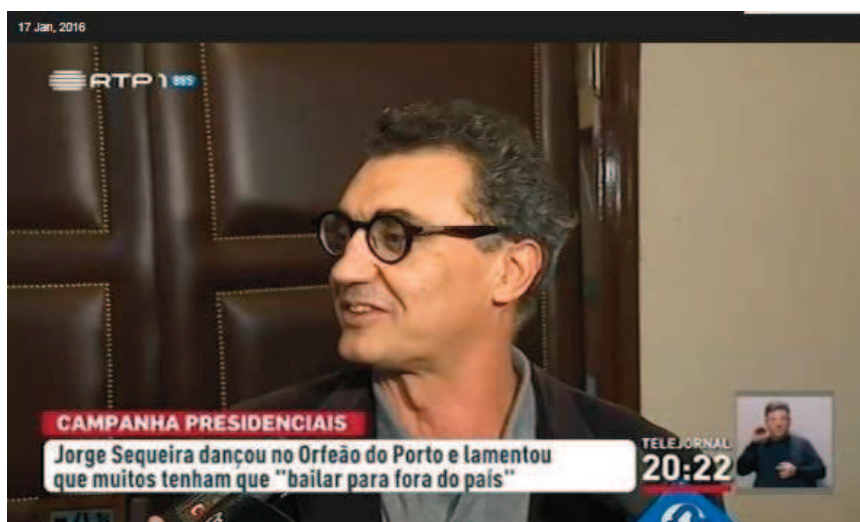 17 Jan, 2016
RTP1
CAMPANHA PRESIDENCIAIS
Jorge Sequeira dançou no Orfeão do Porto e lamentou
que muitos tenham que "bailar para fora do país"
TELEJORNAL
20:22